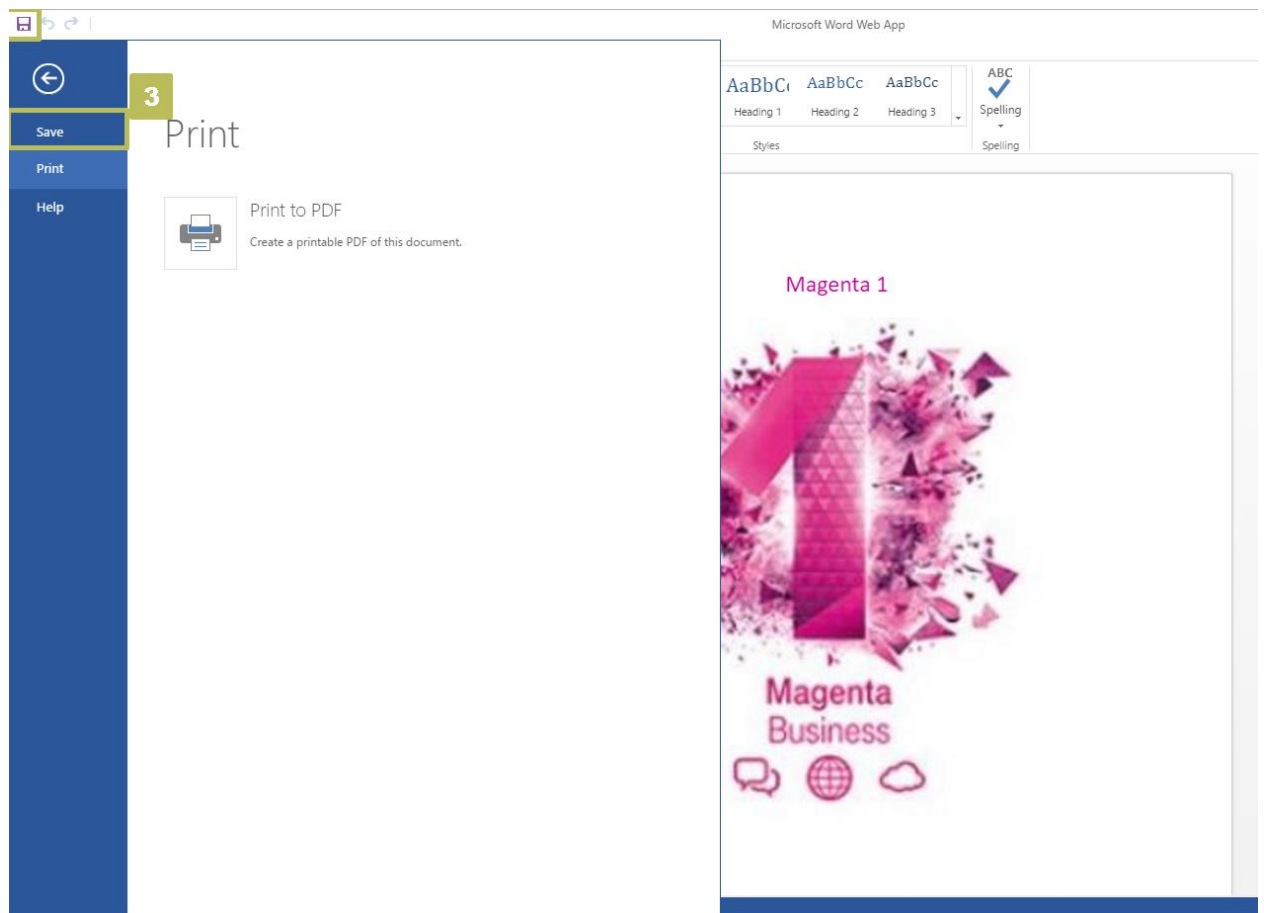 Microsoft Word Web App
3
Save
Print
Help
Print
Print to PDF
Create a printable PDF of this document.
AaBbCc AaBbCc AaBbCc
Heading 1 Heading 2 Heading 3
Styles
ABC
Spelling
Spelling
Magenta 1
Magenta
Business